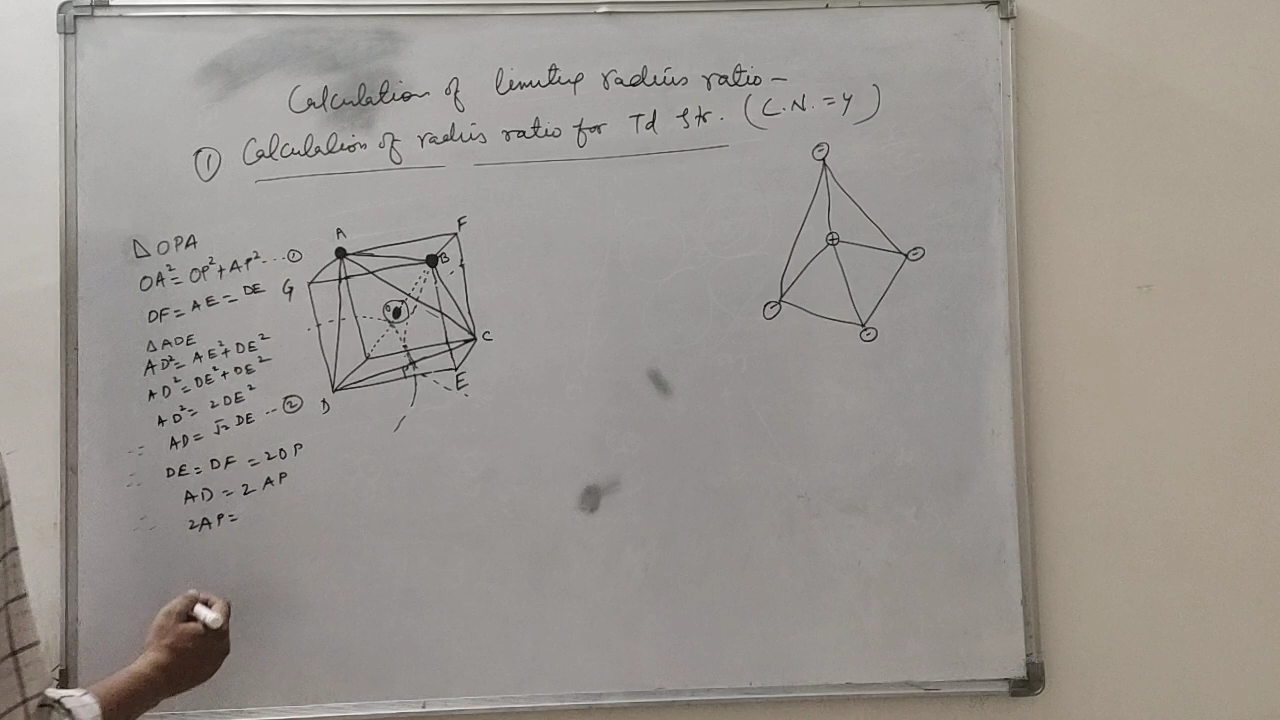 Calculation of limiting radius ratio -
① Calculation of radius ratio for Td Str. (C.N. = 4)
△OPA
OA² = OP² + AP² --- ①
DF = AE = DE
△ADE
AD² = AE² + DE²
AD² = DE² + DE²
AD² = 2DE²
∴ AD = √2 DE --- ②
∴ DE = DF = 2OP
AD = 2AP
∴ 2AP =
A
F
G
B
O
C
P
E
D
-
+
-
-
-